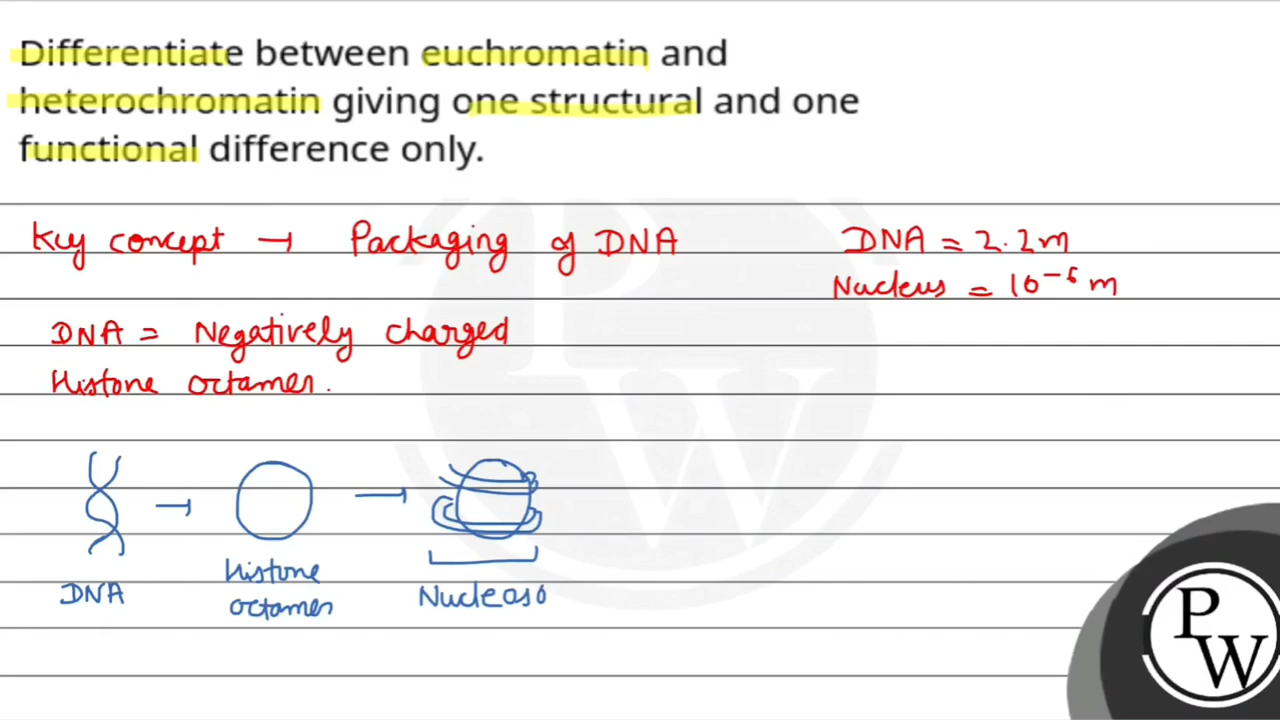 Differentiate between euchromatin and
heterochromatin giving one structural and one
functional difference only.
Key concept → Packaging of DNA
DNA = 2.2m
Nucleus = 10⁻⁶ m
DNA = Negatively charged
Histone octamer.
DNA
Histone
octamer
Nucleoso
P
W
PW